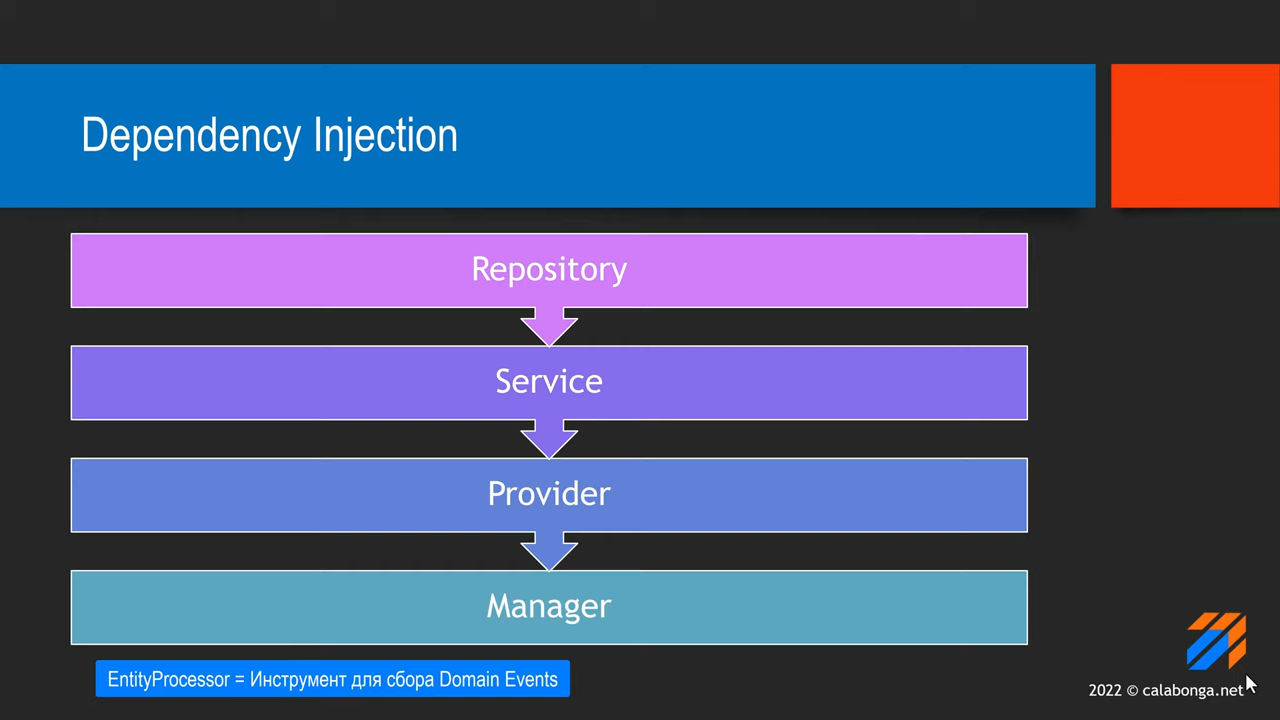 Dependency Injection
Repository
Service
Provider
Manager
EntityProcessor = Инструмент для сбора Domain Events
2022 © calabonga.net